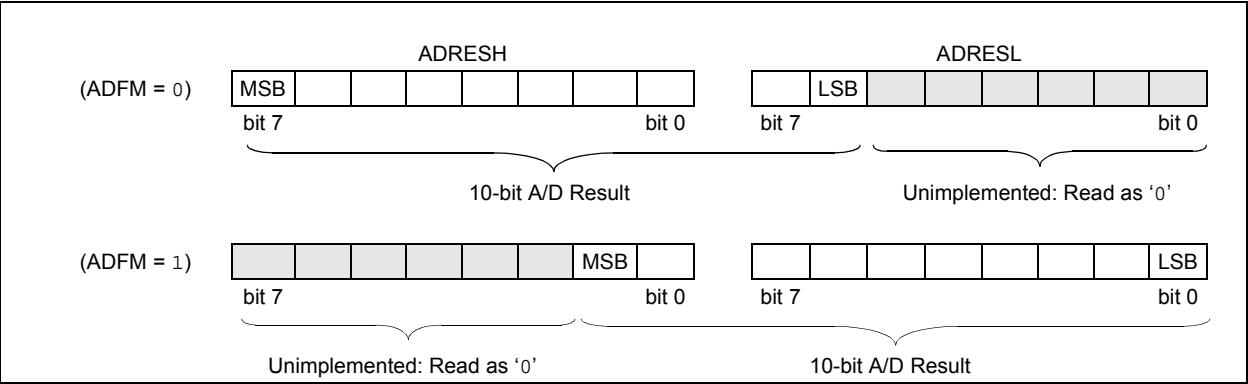 ADRESH ADRESL
(ADFM = 0) MSB LSB
bit 7 bit 0 bit 7 bit 0
10-bit A/D Result Unimplemented: Read as ‘0’
(ADFM = 1) MSB LSB
bit 7 bit 0 bit 7 bit 0
Unimplemented: Read as ‘0’ 10-bit A/D Result